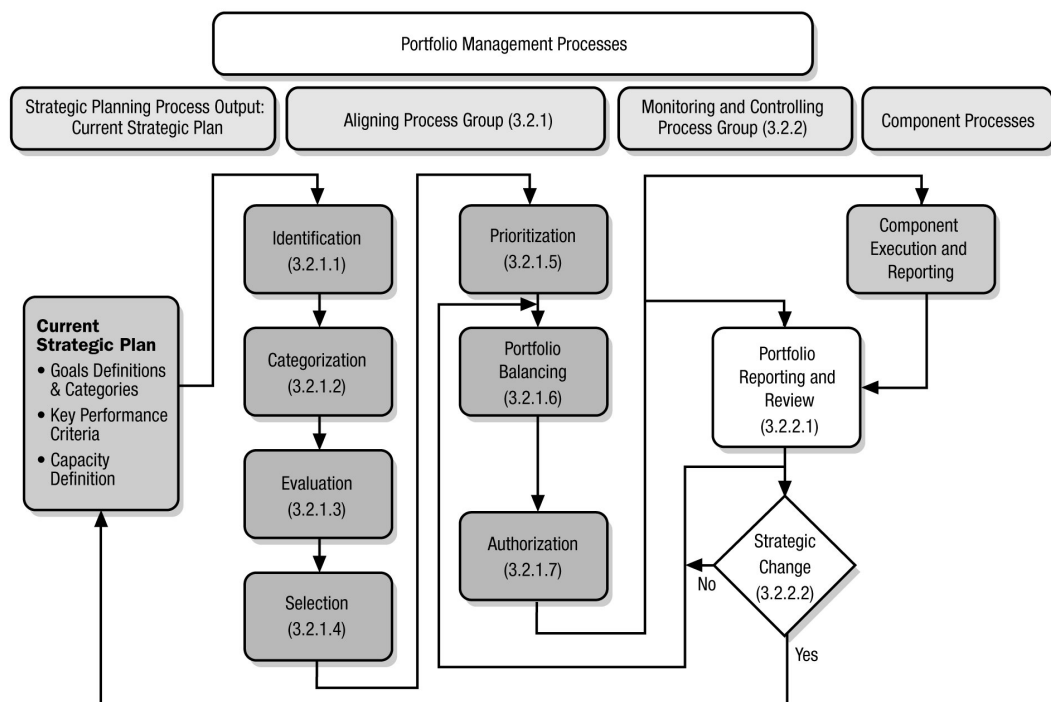 Portfolio Management Processes
Strategic Planning Process Output:
Current Strategic Plan
Aligning Process Group (3.2.1)
Monitoring and Controlling
Process Group (3.2.2)
Component Processes
Current
Strategic Plan
• Goals Definitions
& Categories
• Key Performance
Criteria
• Capacity
Definition
Identification
(3.2.1.1)
Categorization
(3.2.1.2)
Evaluation
(3.2.1.3)
Selection
(3.2.1.4)
Prioritization
(3.2.1.5)
Portfolio
Balancing
(3.2.1.6)
Authorization
(3.2.1.7)
Component
Execution and
Reporting
Portfolio
Reporting and
Review
(3.2.2.1)
Strategic
Change
(3.2.2.2)
No
Yes